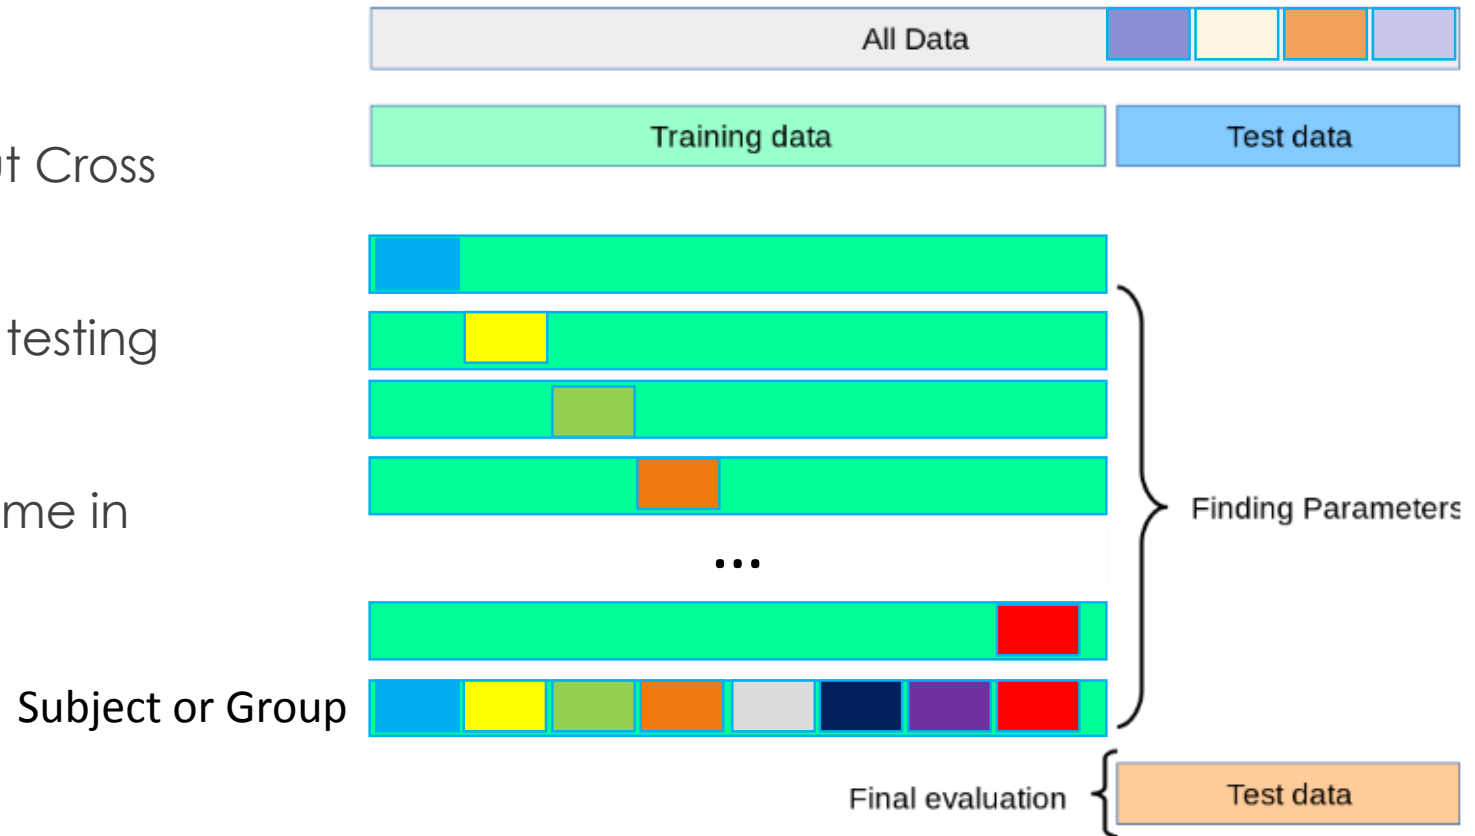 All Data
Training data
Test data
t Cross
testing
me in
Finding Parameters
...
Subject or Group
Final evaluation
Test data